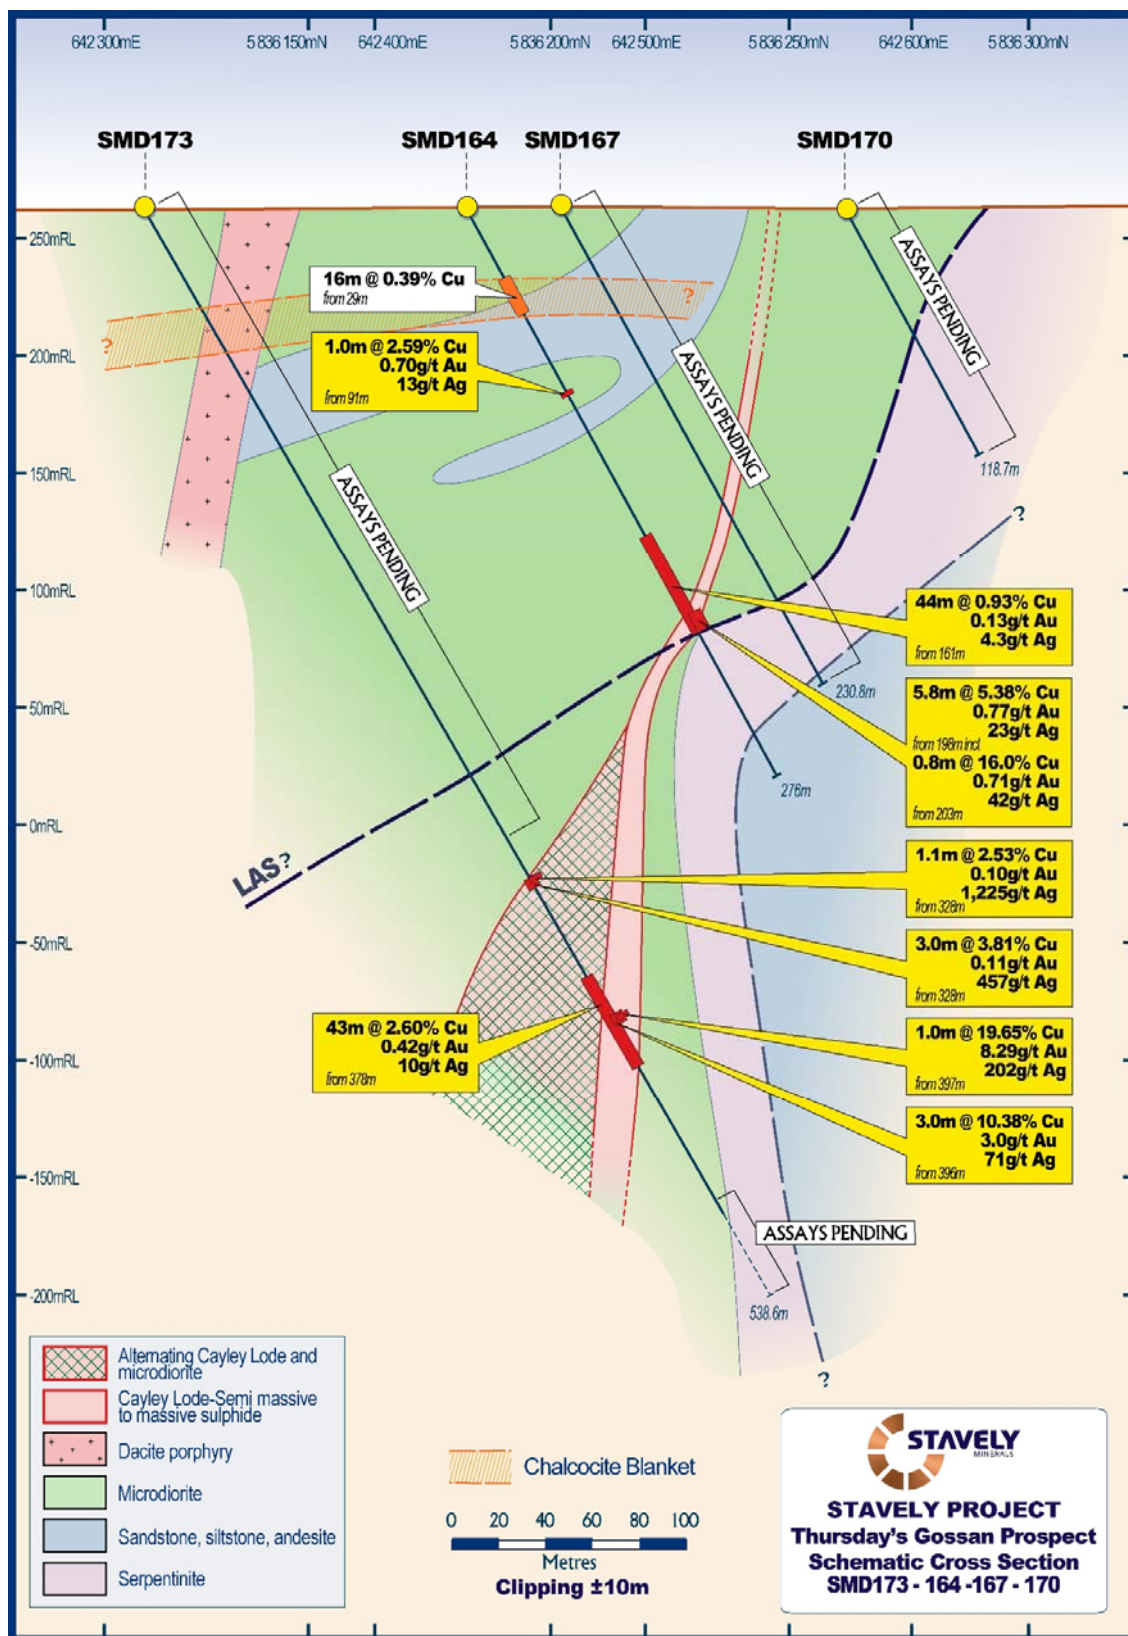 642 300mE
5 836 150mN
642 400mE
5 836 200mN
642 500mE
5 836 250mN
642 600mE
5 836 300mN
SMD173
SMD164
SMD167
SMD170
250mRL
200mRL
150mRL
100mRL
50mRL
0mRL
-50mRL
-100mRL
-150mRL
-200mRL
16m @ 0.39% Cu
from 29m
1.0m @ 2.59% Cu
0.70g/t Au
13g/t Ag
from 91m
?
?
ASSAYS PENDING
ASSAYS PENDING
ASSAYS PENDING
118.7m
?
44m @ 0.93% Cu
0.13g/t Au
4.3g/t Ag
from 161m
230.8m
5.8m @ 5.38% Cu
0.77g/t Au
23g/t Ag
from 198m incl
0.8m @ 16.0% Cu
0.71g/t Au
42g/t Ag
from 203m
276m
LAS?
1.1m @ 2.53% Cu
0.10g/t Au
1,225g/t Ag
from 328m
3.0m @ 3.81% Cu
0.11g/t Au
457g/t Ag
from 328m
43m @ 2.60% Cu
0.42g/t Au
10g/t Ag
from 378m
1.0m @ 19.65% Cu
8.29g/t Au
202g/t Ag
from 397m
3.0m @ 10.38% Cu
3.0g/t Au
71g/t Ag
from 396m
ASSAYS PENDING
538.6m
?
Alternating Cayley Lode and
microdiorite
Cayley Lode-Semi massive
to massive sulphide
Dacite porphyry
Microdiorite
Sandstone, siltstone, andesite
Serpentinite
Chalcocite Blanket
0 20 40 60 80 100
Metres
Clipping ±10m
STAVELY
MINERALS
STAVELY PROJECT
Thursday's Gossan Prospect
Schematic Cross Section
SMD173 - 164 -167 - 170